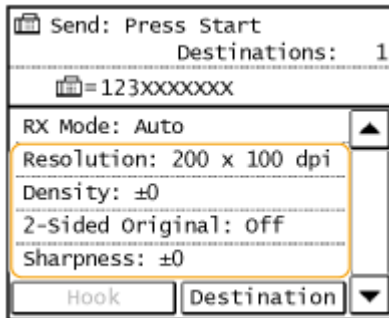 Send: Press Start
Destinations: 1
=123XXXXXXX
RX Mode: Auto
Resolution: 200 x 100 dpi
Density: ±0
2-Sided Original: Off
Sharpness: ±0
Hook Destination